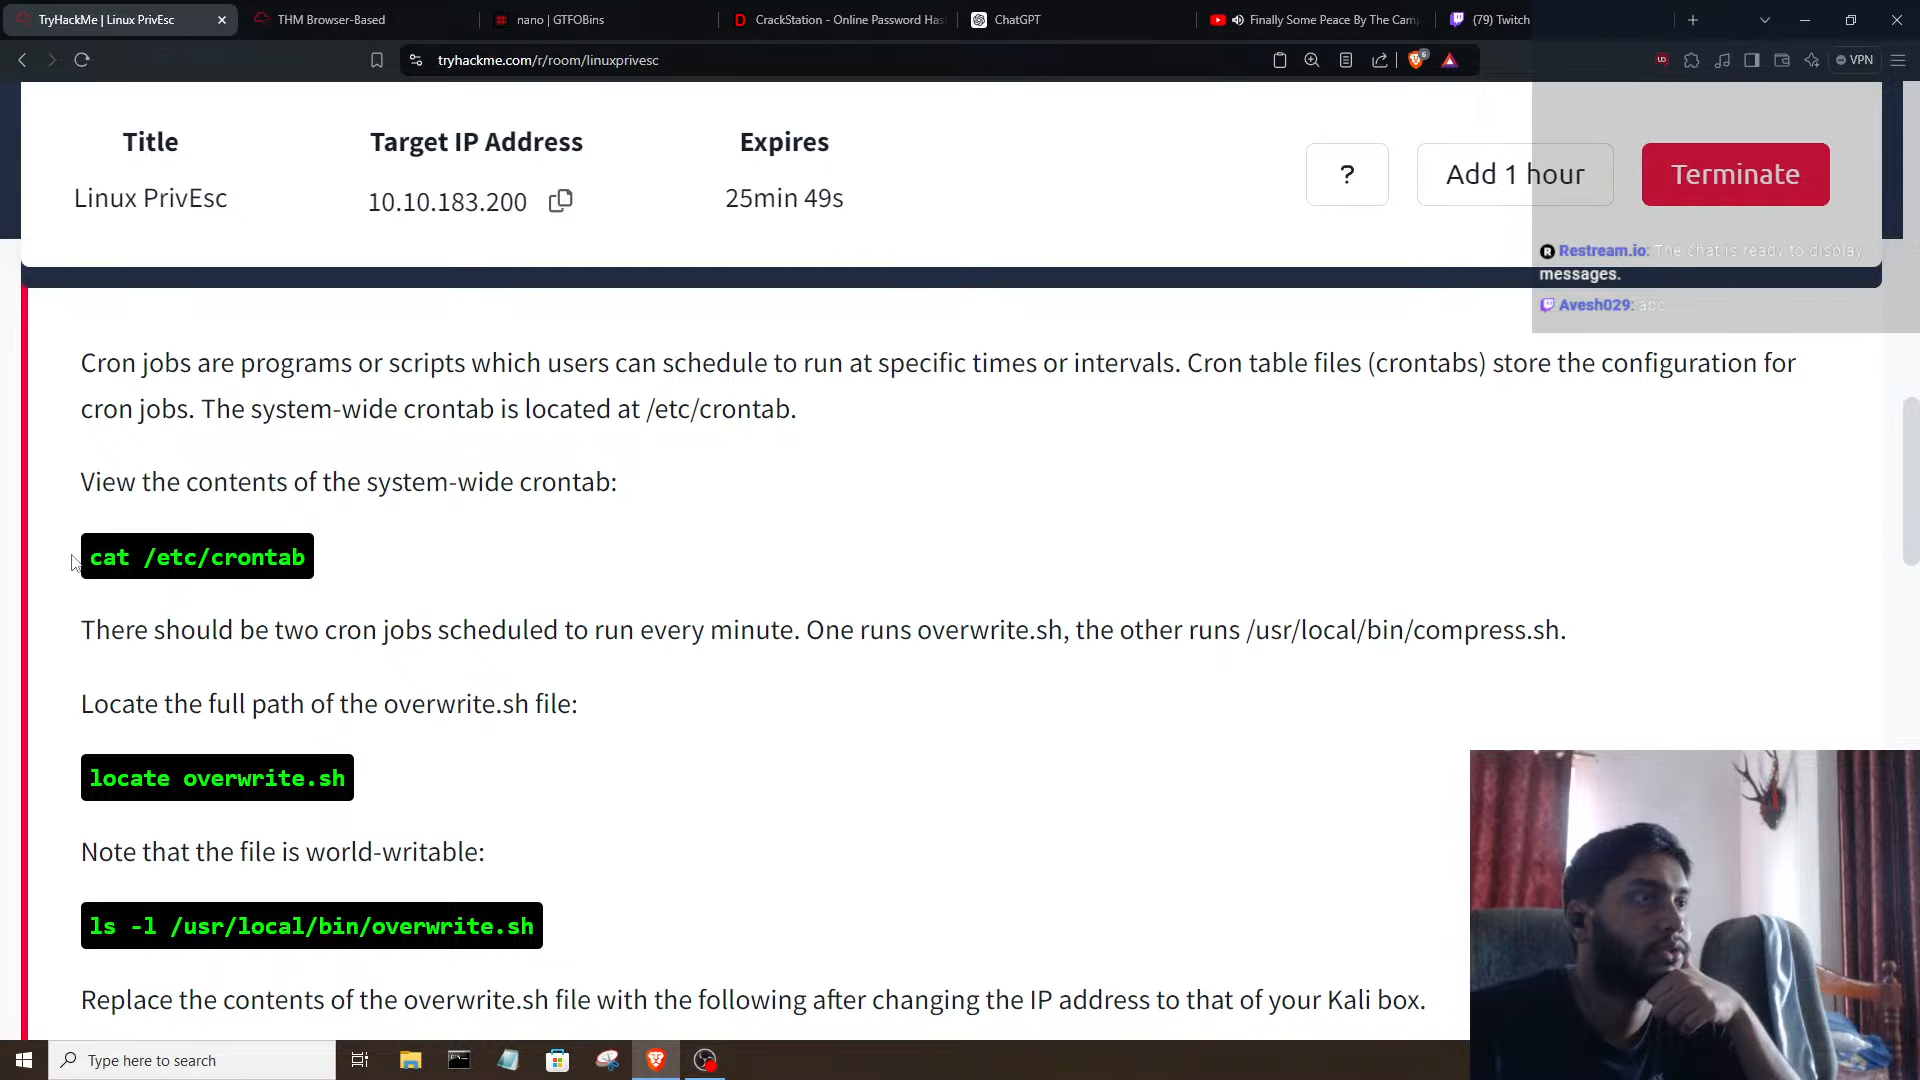 TryHackMe | Linux PrivEsc
THM Browser-Based
nano | GTFOBins
CrackStation - Online Password Has
ChatGPT
Finally Some Peace By The Cam
(79) Twitch
tryhackme.com/r/room/linuxprivesc
6
UD
VPN
Title
Target IP Address
Expires
Linux PrivEsc
10.10.183.200
25min 49s
?
Add 1 hour
Terminate
Restream.io: The chat is ready to display
messages.
Avesh029: abc
Cron jobs are programs or scripts which users can schedule to run at specific times or intervals. Cron table files (crontabs) store the configuration for
cron jobs. The system-wide crontab is located at /etc/crontab.
View the contents of the system-wide crontab:
cat /etc/crontab
There should be two cron jobs scheduled to run every minute. One runs overwrite.sh, the other runs /usr/local/bin/compress.sh.
Locate the full path of the overwrite.sh file:
locate overwrite.sh
Note that the file is world-writable:
ls -l /usr/local/bin/overwrite.sh
Replace the contents of the overwrite.sh file with the following after changing the IP address to that of your Kali box.
Type here to search